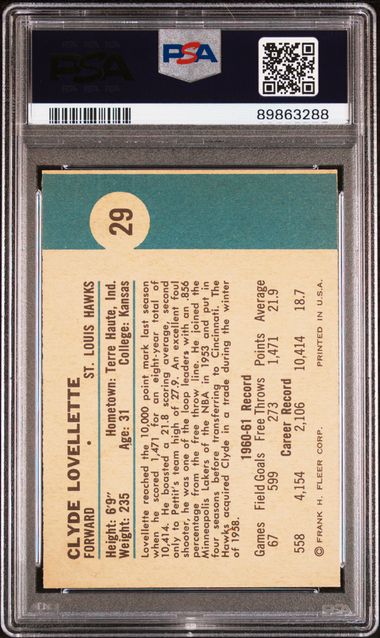 PSA
PSA
89863288
29
CLYDE LOVELLETTE
FORWARD • ST. LOUIS HAWKS
Height: 6'9" Hometown: Terre Haute, Ind.
Weight: 235 Age: 31 College: Kansas
Lovellette reached the 10,000 point mark last season
when he scored 1,471 for an eight-year total of
10,414. He boasted a 21.8 scoring average, second
only to Pettit's team high of 27.9. An excellent foul
shooter, he was one of the loop leaders with an .856
percentage from the free throw line. He joined the
Minneapolis Lakers of the NBA in 1953 and put in
four seasons before transferring to Cincinnati. The
Hawks acquired Clyde in a trade during the winter
of 1958.
1960-61 Record
Games Field Goals Free Throws Points Average
67 599 273 1,471 21.9
Career Record
558 4,154 2,106 10,414 18.7
© FRANK H. FLEER CORP. PRINTED IN U.S.A.